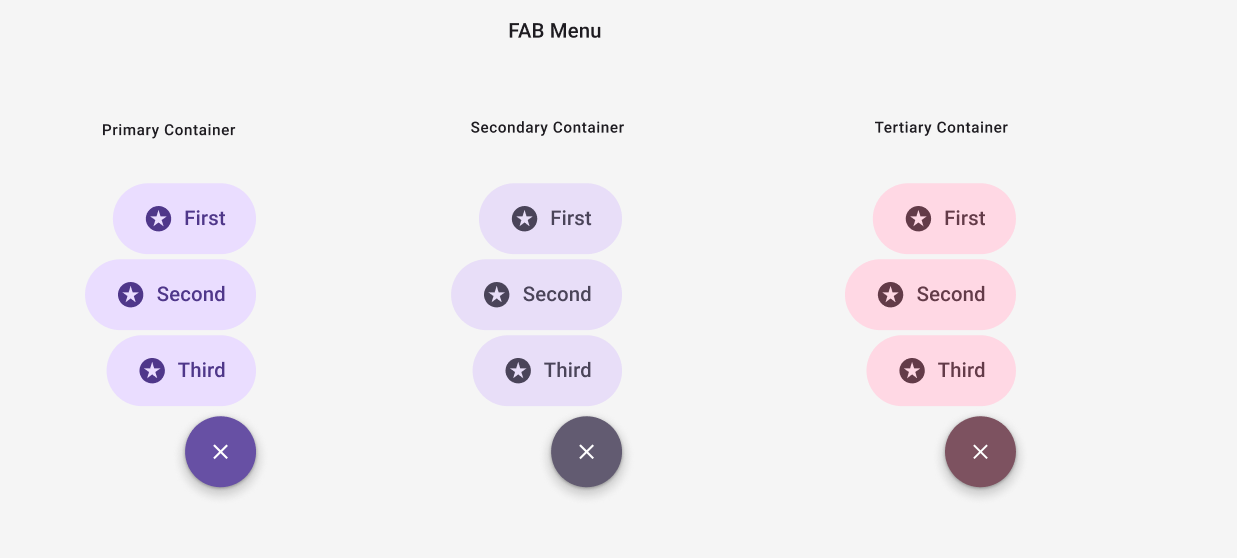 FAB Menu
Primary Container
Secondary Container
Tertiary Container
First
Second
Third
First
Second
Third
First
Second
Third